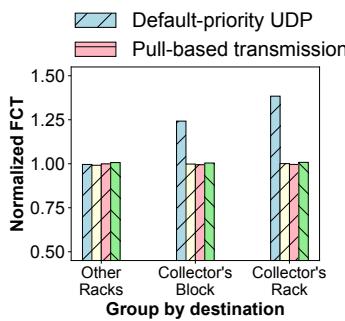 Default-priority UDP
Pull-based transmission
1.50
1.25
1.00
0.75
0.50
Normalized FCT
Other
Racks
Collector's
Block
Collector's
Rack
Group by destination